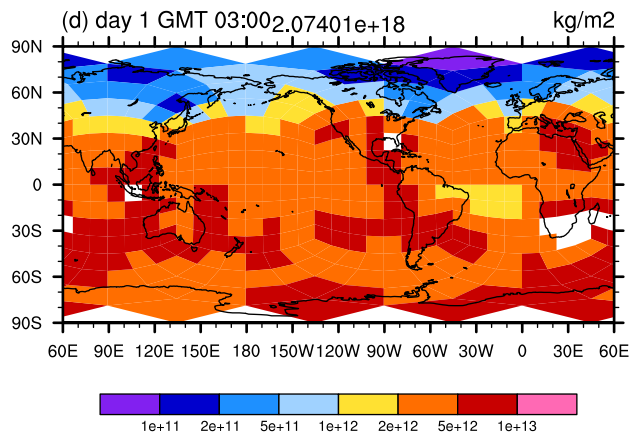 (d) day 1 GMT 03:00 2.07401e+18 kg/m2
90N
60N
30N
0
30S
60S
90S
60E 90E 120E 150E 180 150W 120W 90W 60W 30W 0 30E 60E
1e+11 2e+11 5e+11 1e+12 2e+12 5e+12 1e+13